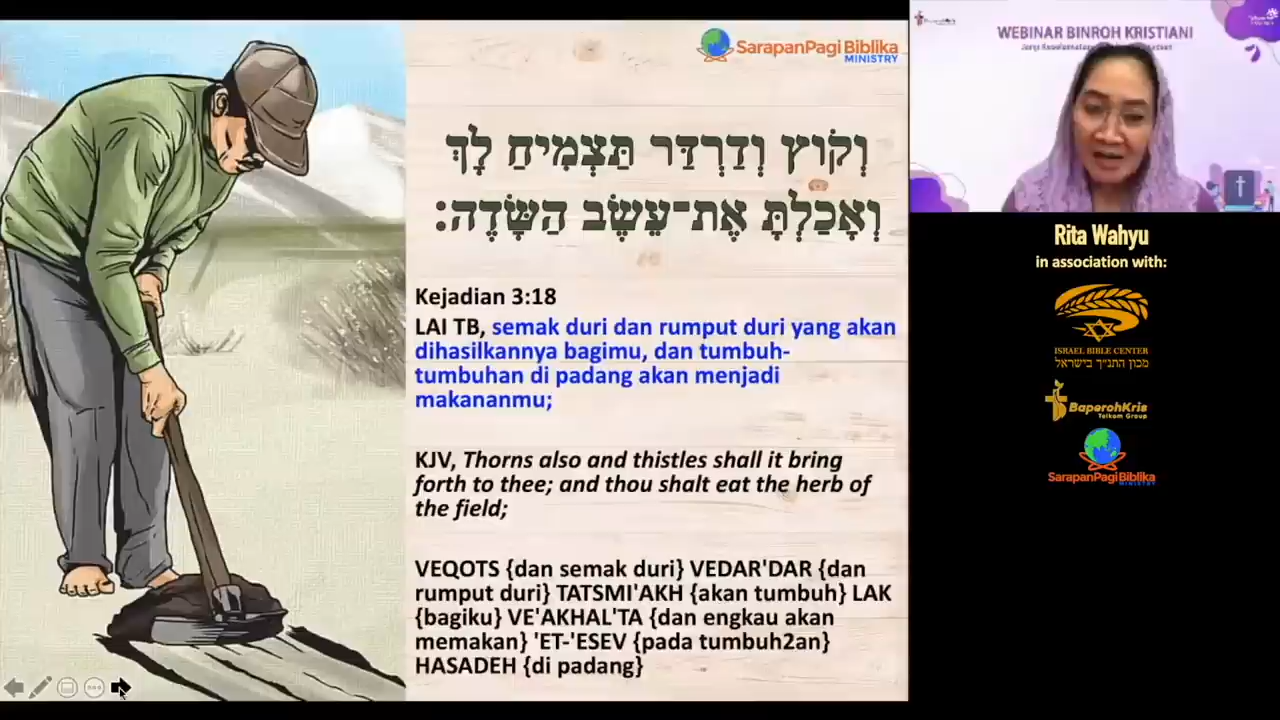 SarapanPagi Biblika
MINISTRY
וְקֹוץ וְדַרְדַּר תַּצְמִיחַ לָךְ
וְאָכַלְתָּ אֶת־עֵשֶׂב הַשָּׂדֶה׃
Kejadian 3:18
LAI TB, semak duri dan rumput duri yang akan
dihasilkannya bagimu, dan tumbuh-
tumbuhan di padang akan menjadi
makananmu;
KJV, Thorns also and thistles shall it bring
forth to thee; and thou shalt eat the herb of
the field;
VEQOTS {dan semak duri} VEDAR'DAR {dan
rumput duri} TATSMI'AKH {akan tumbuh} LAK
{bagiku} VE'AKHAL'TA {dan engkau akan
memakan} 'ET-'ESEV {pada tumbuh2an}
HASADEH {di padang}
WEBINAR BINROH KRISTIANI
Rita Wahyu
in association with:
ISRAEL BIBLE CENTER
מכון התנ״ך בישראל
BaperohKris
Telkom Group
SarapanPagi Biblika
MINISTRY